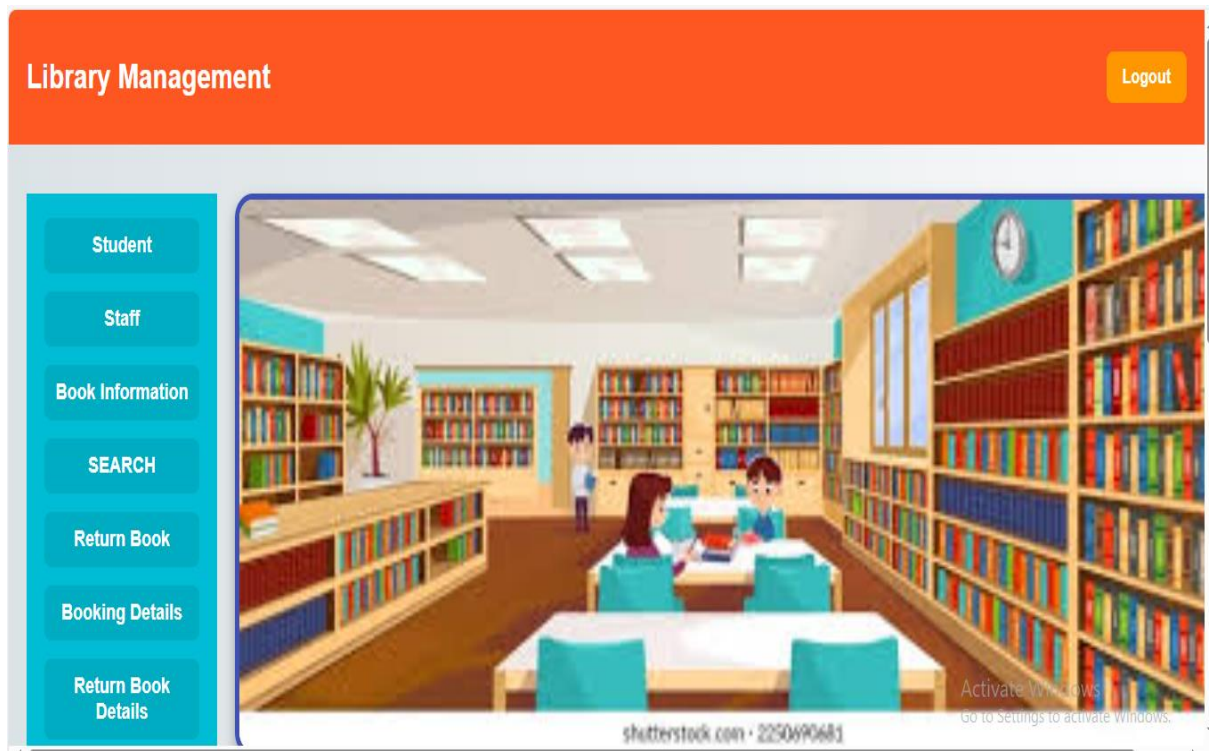 Library Management
Logout
Student
Staff
Book Information
SEARCH
Return Book
Booking Details
Return Book
Details
Activate Windows
Go to Settings to activate Windows.
shutterstock.com · 2250690681